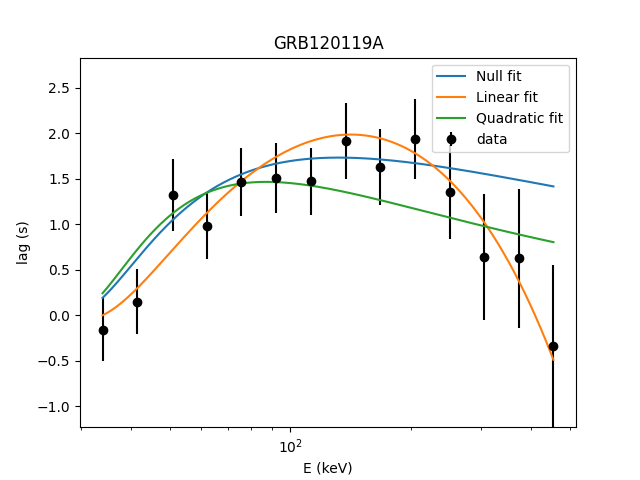 GRB120119A
Null fit
Linear fit
Quadratic fit
data
lag (s)
2.5
2.0
1.5
1.0
0.5
0.0
−0.5
−1.0
10²
E (keV)